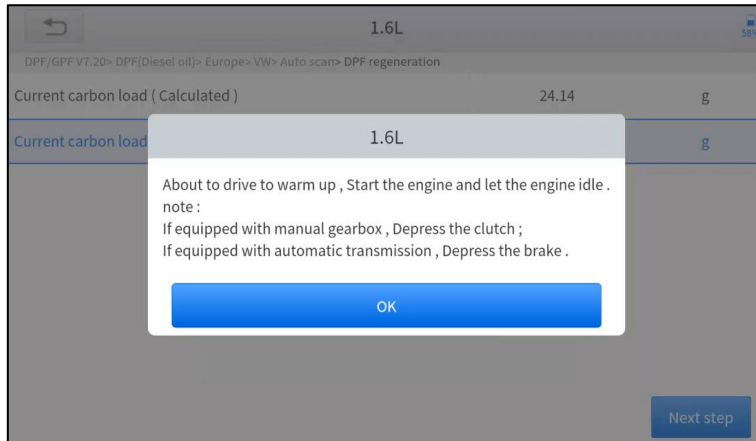 1.6L
58%
DPF/GPF V7.20> DPF(Diesel oil)> Europe> VW> Auto scan> DPF regeneration
Current carbon load ( Calculated ) 24.14 g
Current carbon load g
1.6L
About to drive to warm up , Start the engine and let the engine idle .
note :
If equipped with manual gearbox , Depress the clutch ;
If equipped with automatic transmission , Depress the brake .
OK
Next step